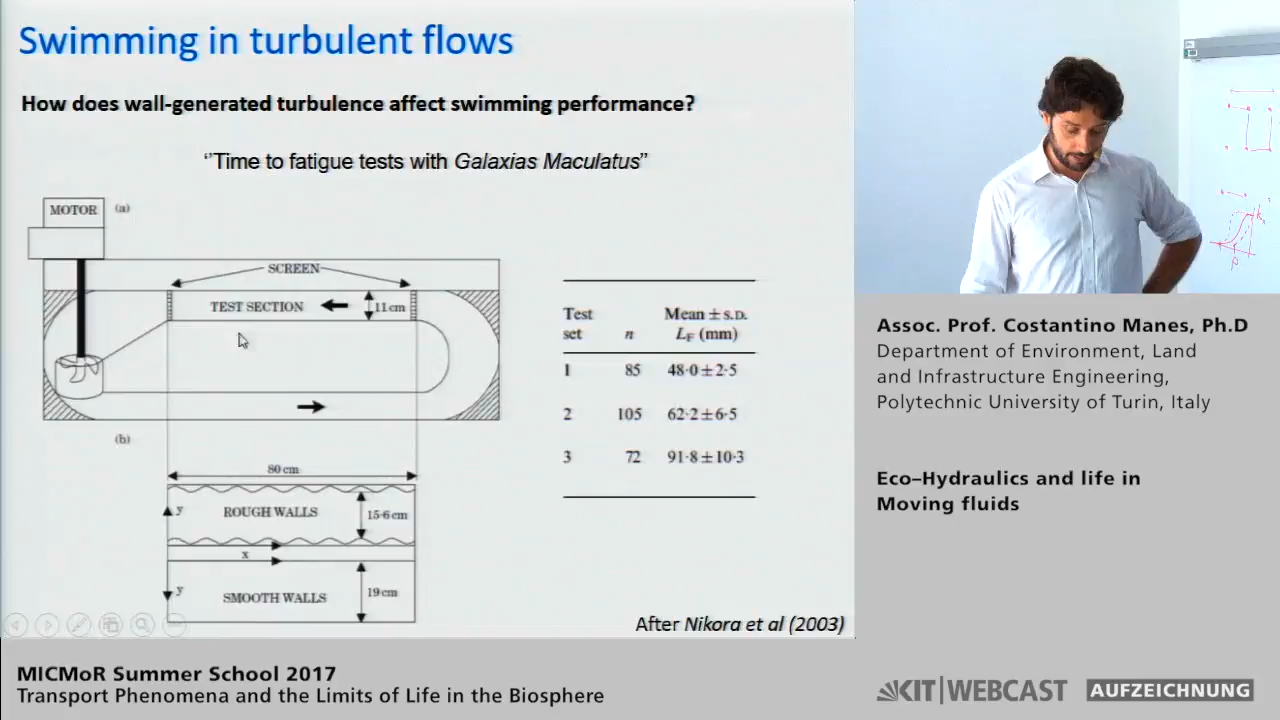 Swimming in turbulent flows
How does wall-generated turbulence affect swimming performance?
‘’Time to fatigue tests with Galaxias Maculatus”
MOTOR
(a)
SCREEN
TEST SECTION
11 cm
(b)
80 cm
y
ROUGH WALLS
15·6 cm
x
y
SMOOTH WALLS
19 cm
Test set
n
Mean ± S.D. LF (mm)
1 85 48·0 ± 2·5
2 105 62·2 ± 6·5
3 72 91·8 ± 10·3
After Nikora et al (2003)
Assoc. Prof. Costantino Manes, Ph.D
Department of Environment, Land
and Infrastructure Engineering,
Polytechnic University of Turin, Italy
Eco–Hydraulics and life in
Moving fluids
MICMoR Summer School 2017
Transport Phenomena and the Limits of Life in the Biosphere
KIT|WEBCAST
AUFZEICHNUNG